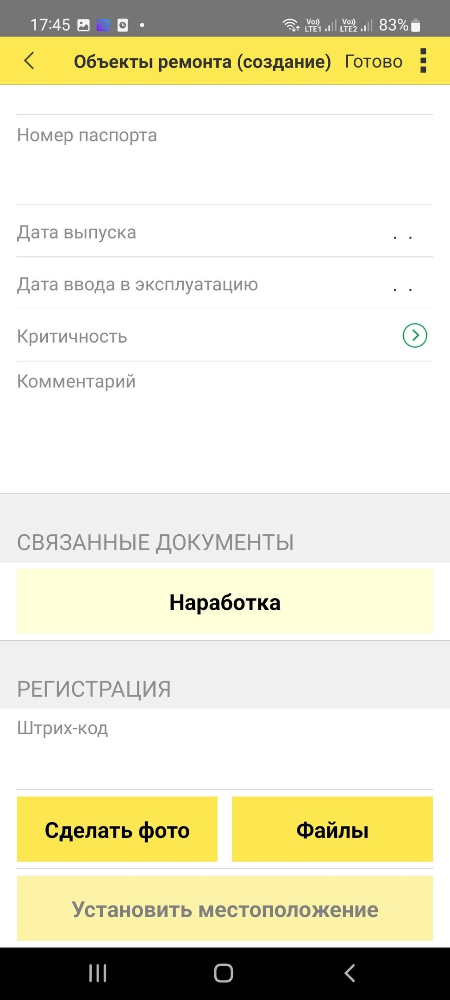 17:45 Vo)) LTE1 Vo)) LTE2 83%
Объекты ремонта (создание) Готово
Номер паспорта
Дата выпуска . .
Дата ввода в эксплуатацию . .
Критичность
Комментарий
СВЯЗАННЫЕ ДОКУМЕНТЫ
Наработка
РЕГИСТРАЦИЯ
Штрих-код
Сделать фото Файлы
Установить местоположение